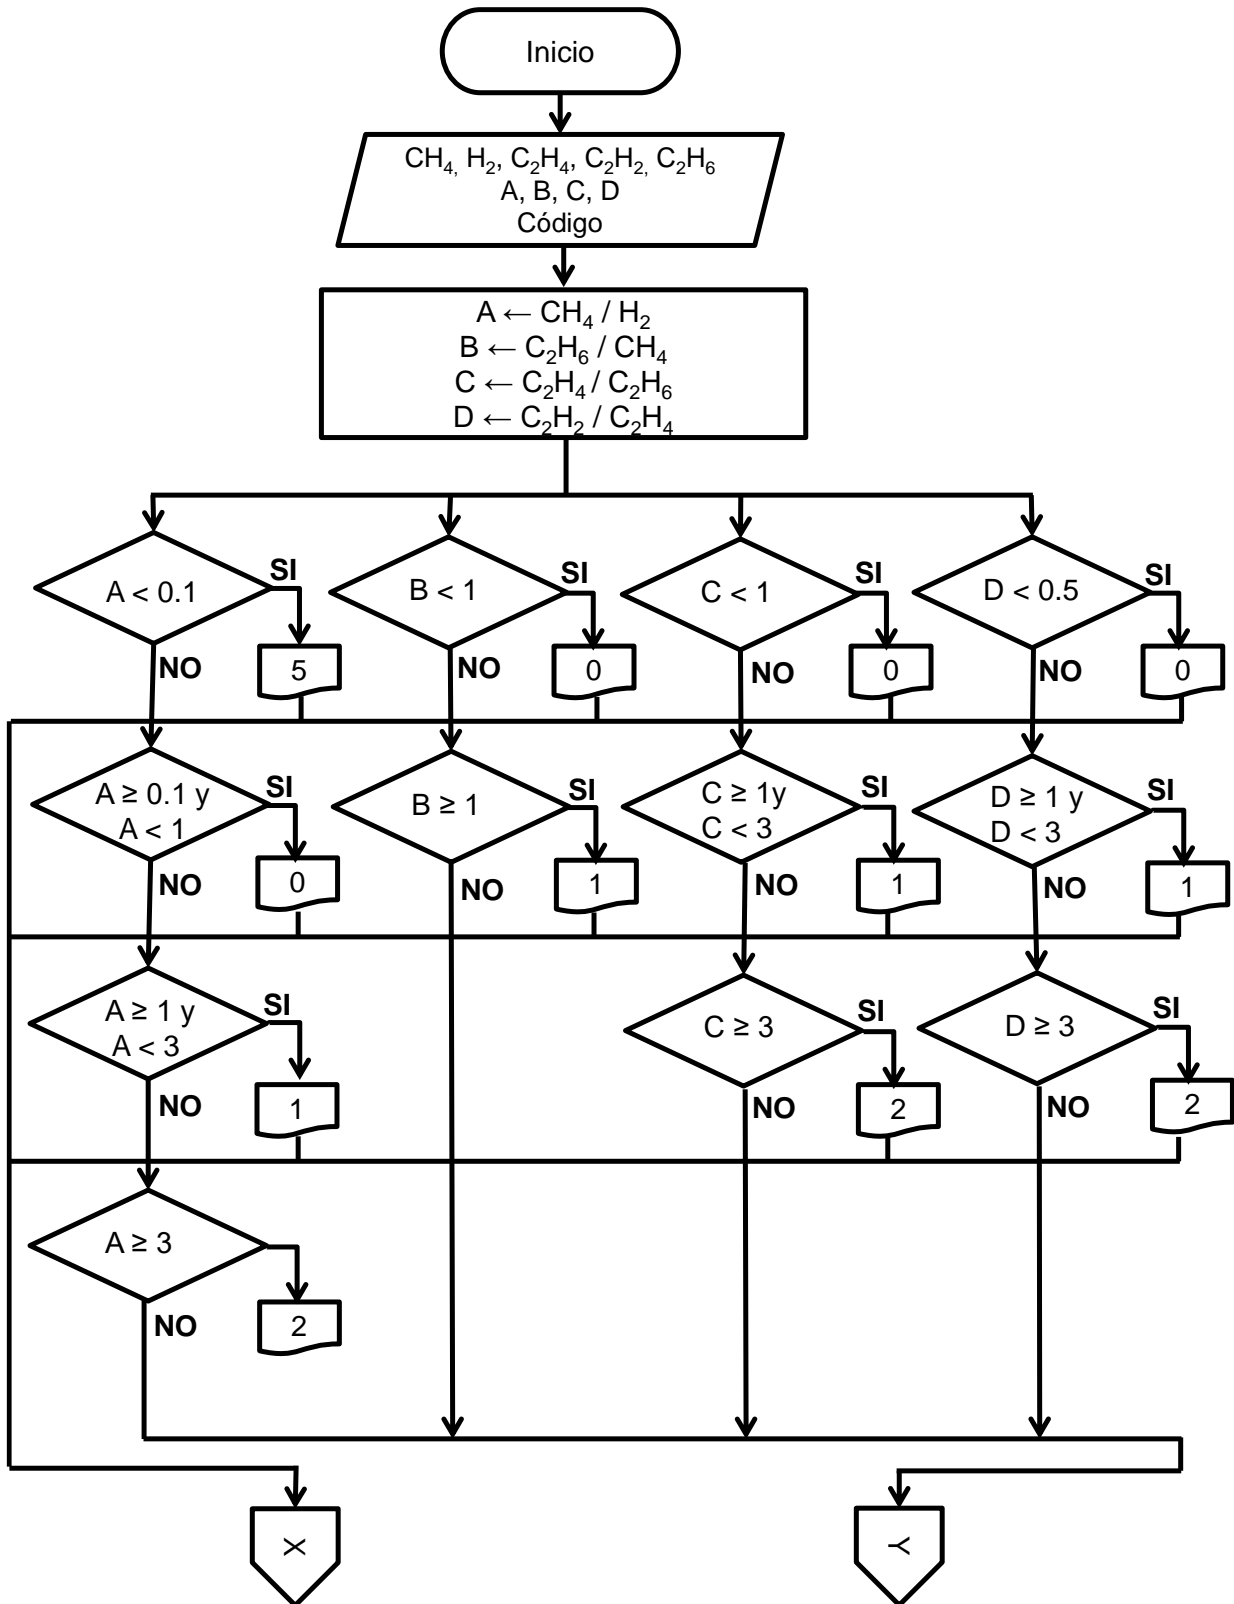 Inicio
CH₄, H₂, C₂H₄, C₂H₂, C₂H₆
A, B, C, D
Código
A ← CH₄ / H₂
B ← C₂H₆ / CH₄
C ← C₂H₄ / C₂H₆
D ← C₂H₂ / C₂H₄
A < 0.1
SI
B < 1
SI
C < 1
SI
D < 0.5
SI
NO
5
NO
0
NO
0
NO
0
A ≥ 0.1 y
A < 1
SI
B ≥ 1
SI
C ≥ 1y
C < 3
SI
D ≥ 1 y
D < 3
SI
NO
0
NO
1
NO
1
NO
1
A ≥ 1 y
A < 3
SI
C ≥ 3
SI
D ≥ 3
SI
NO
1
NO
2
NO
2
A ≥ 3
NO
2
X
Y